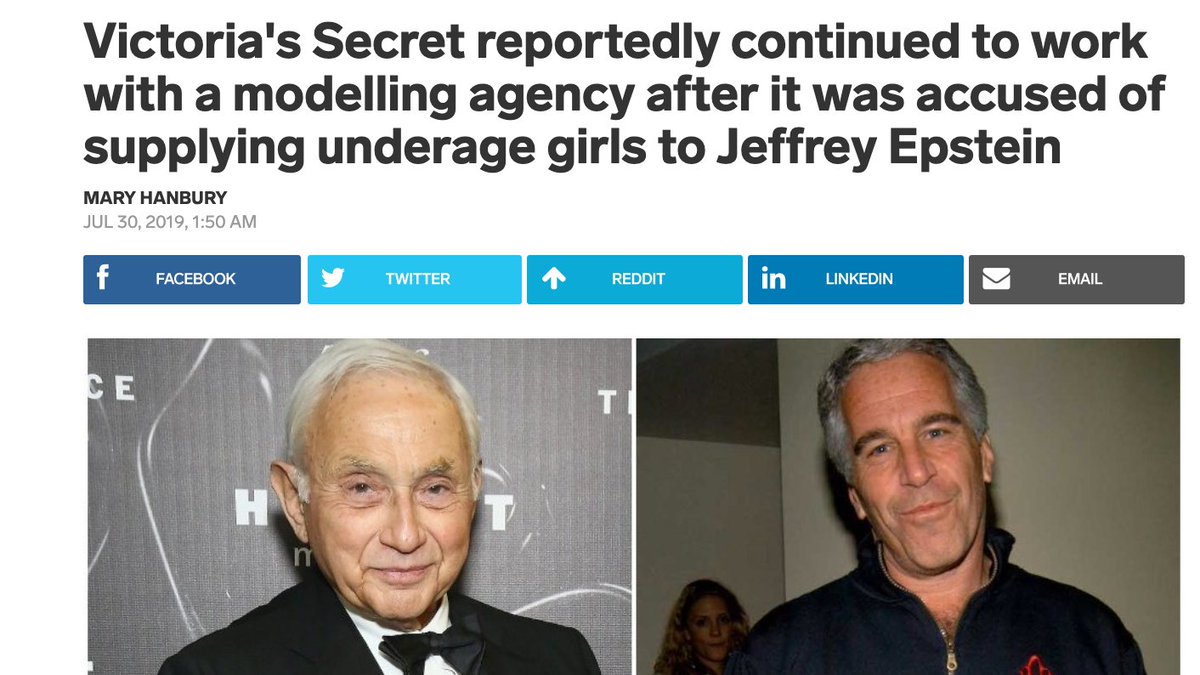 Victoria's Secret reportedly continued to work
with a modelling agency after it was accused of
supplying underage girls to Jeffrey Epstein
MARY HANBURY
JUL 30, 2019, 1:50 AM
FACEBOOK
TWITTER
REDDIT
LINKEDIN
EMAIL